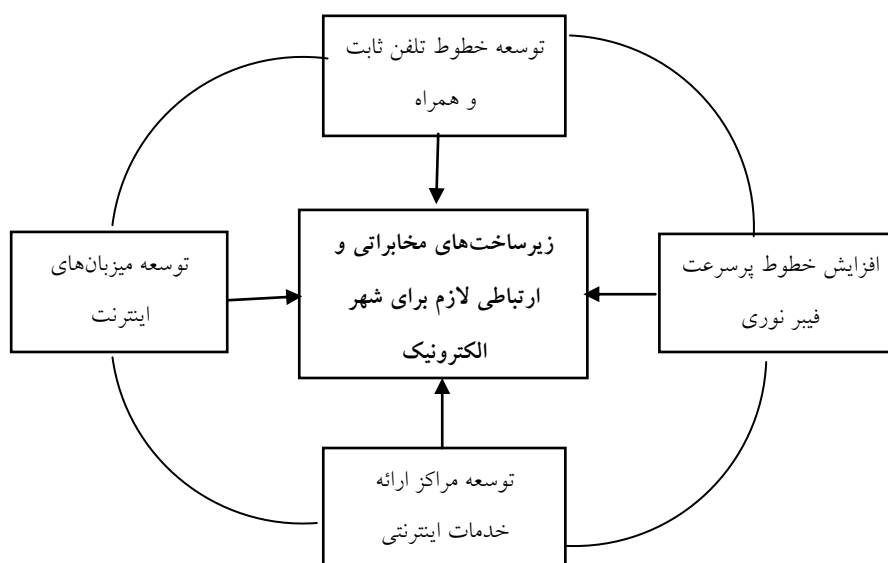 توسعه خطوط تلفن ثابت
و همراه
زیرساخت‌های مخابراتی و
ارتباطی لازم برای شهر
الکترونیک
افزایش خطوط پرسرعت
فیبر نوری
توسعه میزبان‌های
اینترنت
توسعه مراکز ارائه
خدمات اینترنتی